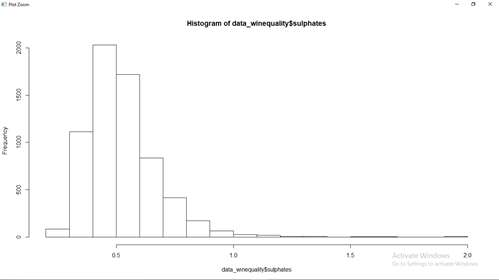 Plot Zoom
Histogram of data_winequality$sulphates
Frequency
2000
1500
1000
500
0
0.5
1.0
1.5
2.0
data_winequality$sulphates
Activate Windows
Go to Settings to activate Windows.